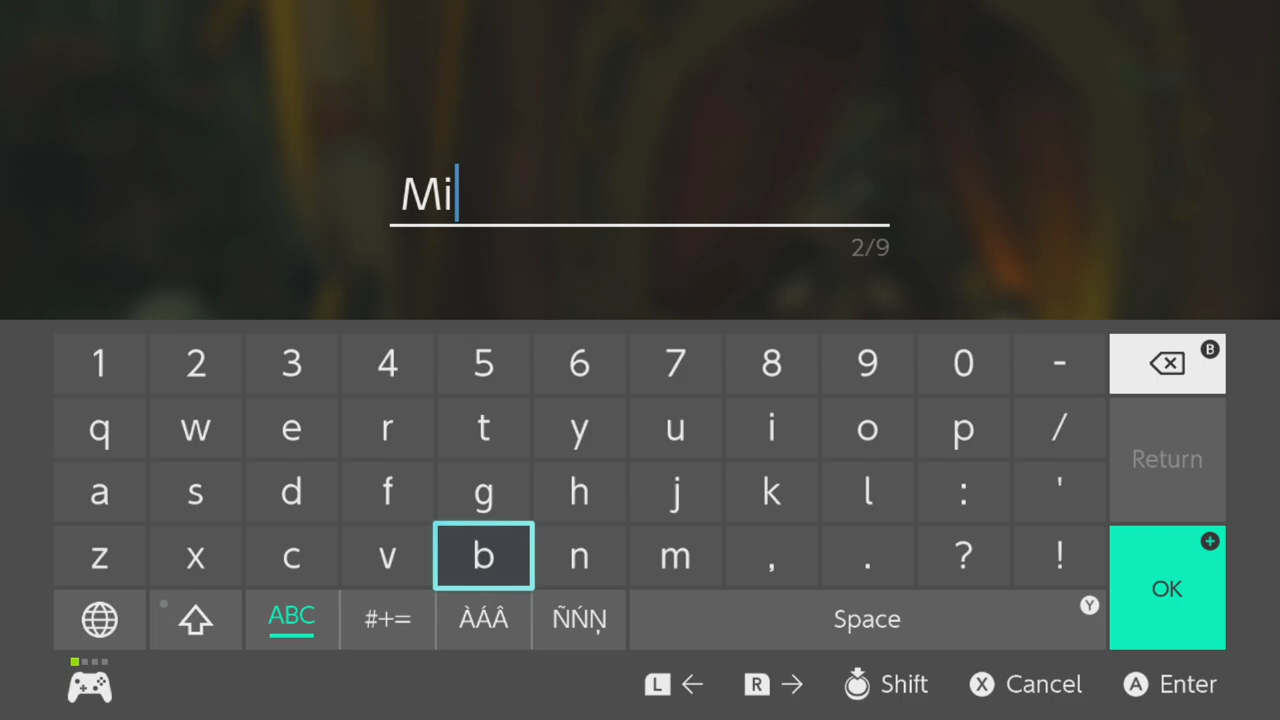 Mi
2/9
1 2 3 4 5 6 7 8 9 0 -
B
q w e r t y u i o p /
Return
a s d f g h j k l : '
z x c v b n m , . ? !
+
OK
ABC #+= ÀÁÂ ÑŃŅ Space Y
L ← R → Shift X Cancel A Enter